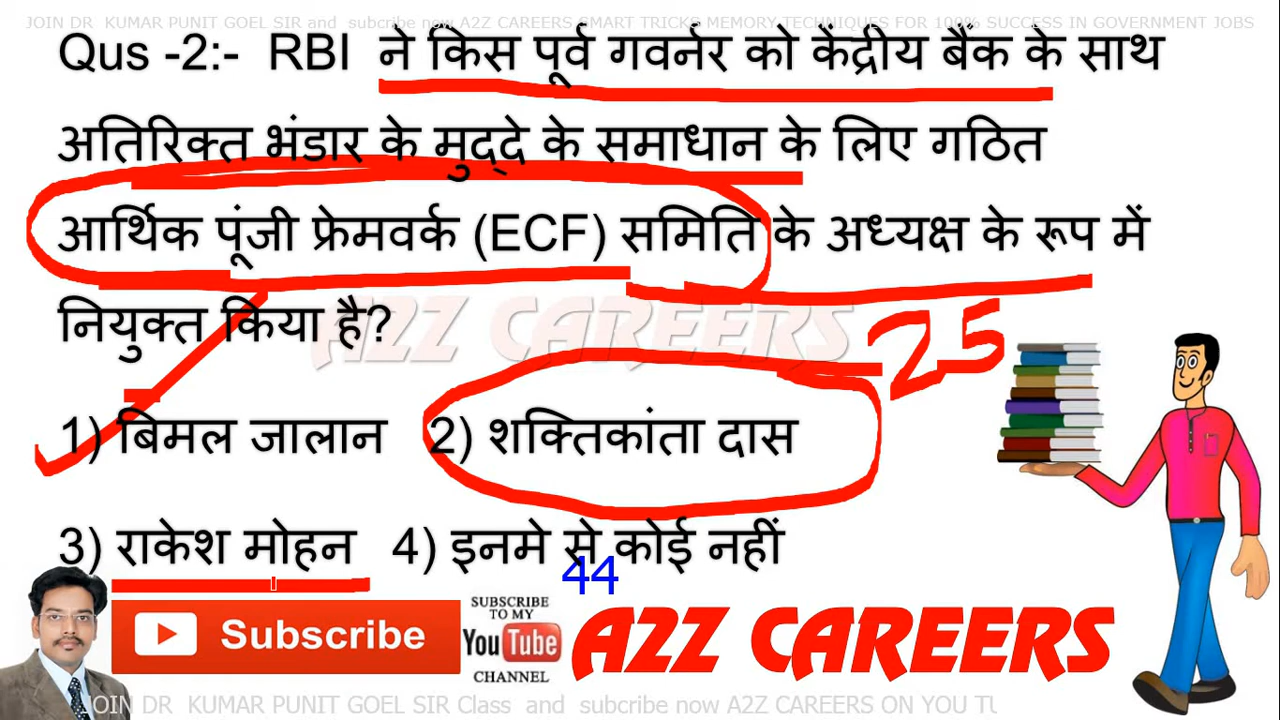 JOIN DR KUMAR PUNIT GOEL SIR and subcribe now A2Z CAREERS SMART TRICKS MEMORY TECHNIQUES FOR 100% SUCCESS IN GOVERNMENT JOBS
Qus -2:- RBI ने किस पूर्व गवर्नर को केंद्रीय बैंक के साथ
अतिरिक्त भंडार के मुद्दे के समाधान के लिए गठित
आर्थिक पूंजी फ्रेमवर्क (ECF) समिति के अध्यक्ष के रूप में
नियुक्त किया है?
A2Z CAREERS
25
1) बिमल जालान 2) शक्तिकांता दास
3) राकेश मोहन 4) इनमे से कोई नहीं
44
Subscribe
SUBSCRIBE
TO MY
YouTube
CHANNEL
A2Z CAREERS
JOIN DR KUMAR PUNIT GOEL SIR Class and subcribe now A2Z CAREERS ON YOU TU